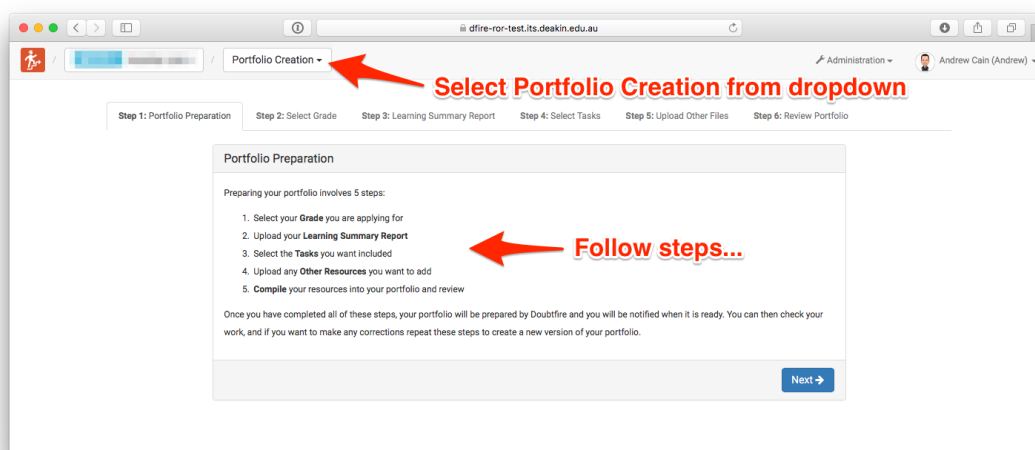 dfire-ror-test.its.deakin.edu.au
/ / Portfolio Creation Administration Andrew Cain (Andrew)
Select Portfolio Creation from dropdown
Step 1: Portfolio Preparation Step 2: Select Grade Step 3: Learning Summary Report Step 4: Select Tasks Step 5: Upload Other Files Step 6: Review Portfolio
Portfolio Preparation
Preparing your portfolio involves 5 steps:
1. Select your Grade you are applying for
2. Upload your Learning Summary Report
3. Select the Tasks you want included
Follow steps...
4. Upload any Other Resources you want to add
5. Compile your resources into your portfolio and review
Once you have completed all of these steps, your portfolio will be prepared by Doubtfire and you will be notified when it is ready. You can then check your
work, and if you want to make any corrections repeat these steps to create a new version of your portfolio.
Next